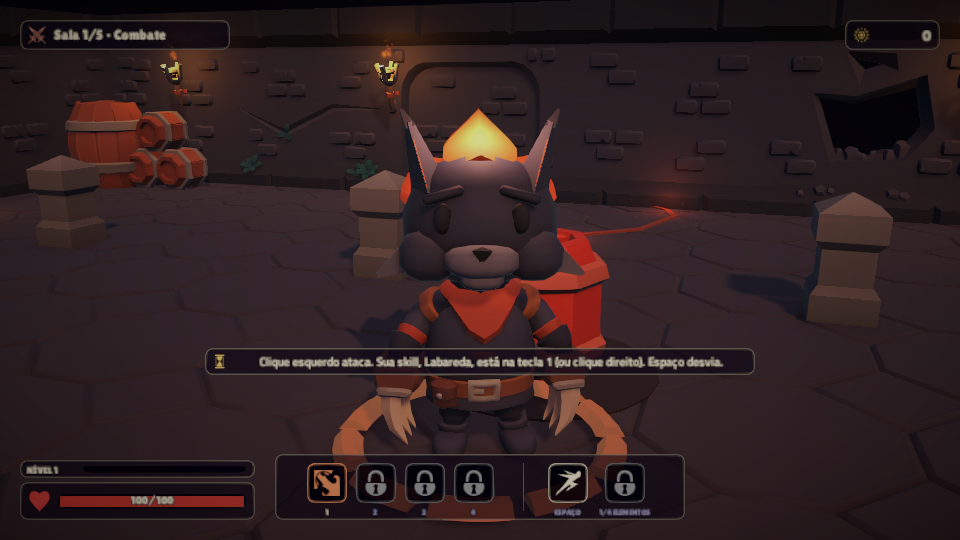 Sala 1/5 - Combate
0
Clique esquerdo ataca. Sua skill, Labareda, está na tecla 1 (ou clique direito). Espaço desvia.
NÍVEL 1
100/100
1
2
3
4
ESPAÇO
1/4 ELEMENTOS